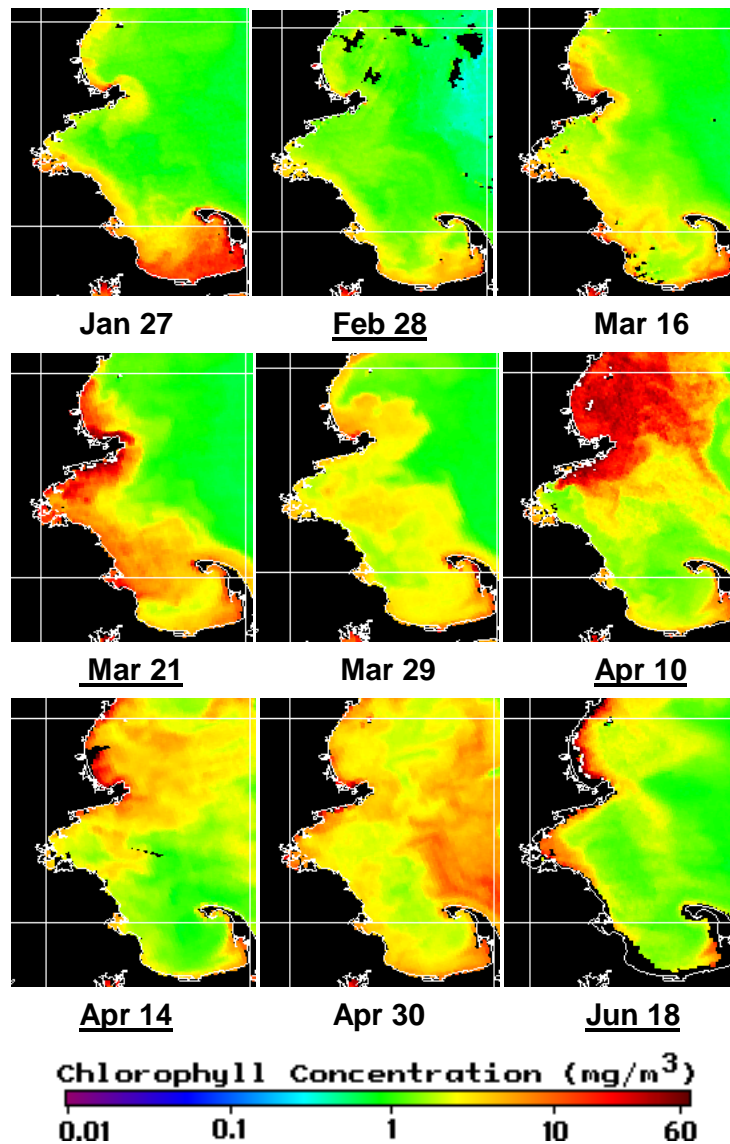 Jan 27 Feb 28 Mar 16
Mar 21 Mar 29 Apr 10
Apr 14 Apr 30 Jun 18
Chlorophyll Concentration (mg/m³)
0.01 0.1 1 10 60